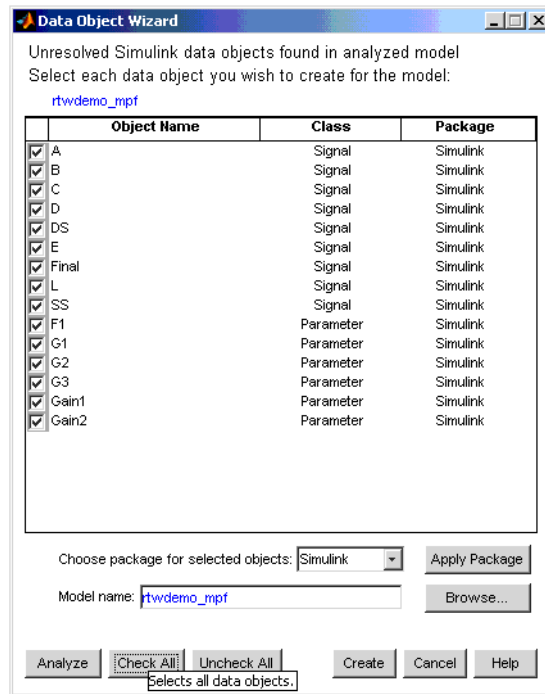 Data Object Wizard
Unresolved Simulink data objects found in analyzed model
Select each data object you wish to create for the model:
rtwdemo_mpf
Object Name Class Package
A Signal Simulink
B Signal Simulink
C Signal Simulink
D Signal Simulink
DS Signal Simulink
E Signal Simulink
Final Signal Simulink
L Signal Simulink
SS Signal Simulink
F1 Parameter Simulink
G1 Parameter Simulink
G2 Parameter Simulink
G3 Parameter Simulink
Gain1 Parameter Simulink
Gain2 Parameter Simulink
Choose package for selected objects: Simulink Apply Package
Model name: rtwdemo_mpf Browse...
Analyze Check All Uncheck All Create Cancel Help
Selects all data objects.